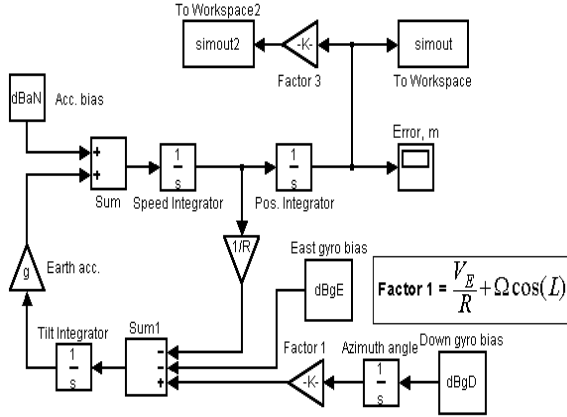 To Workspace2
simout2
-K-
Factor 3
simout
To Workspace
dBaN
Acc. bias
+
+
Sum
1
s
Speed Integrator
1
s
Pos. Integrator
Error, m
1/R
g
Earth acc.
East gyro bias
dBgE
Factor 1 = V_E/R + Ω cos(L)
Tilt Integrator
1
s
Sum1
−
−
+
Factor 1
-K-
Azimuth angle
1
s
Down gyro bias
dBgD